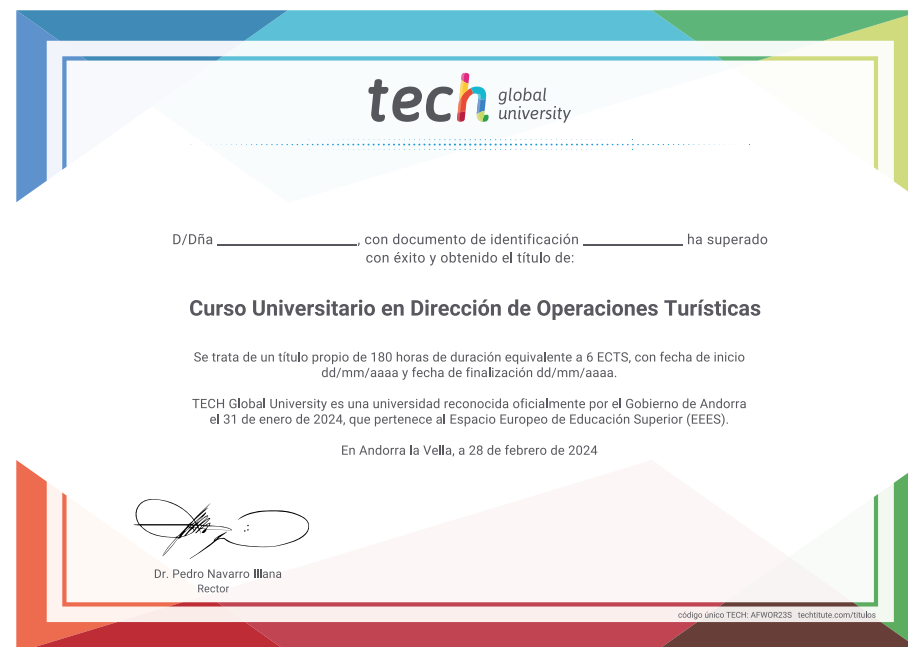 tech global university
D/Dña ____________, con documento de identificación ____________ ha superado
con éxito y obtenido el título de:
Curso Universitario en Dirección de Operaciones Turísticas
Se trata de un título propio de 180 horas de duración equivalente a 6 ECTS, con fecha de inicio
dd/mm/aaaa y fecha de finalización dd/mm/aaaa.
TECH Global University es una universidad reconocida oficialmente por el Gobierno de Andorra
el 31 de enero de 2024, que pertenece al Espacio Europeo de Educación Superior (EEES).
En Andorra la Vella, a 28 de febrero de 2024
Dr. Pedro Navarro Illana
Rector
código único TECH: AFWOR23S techtitute.com/titulos